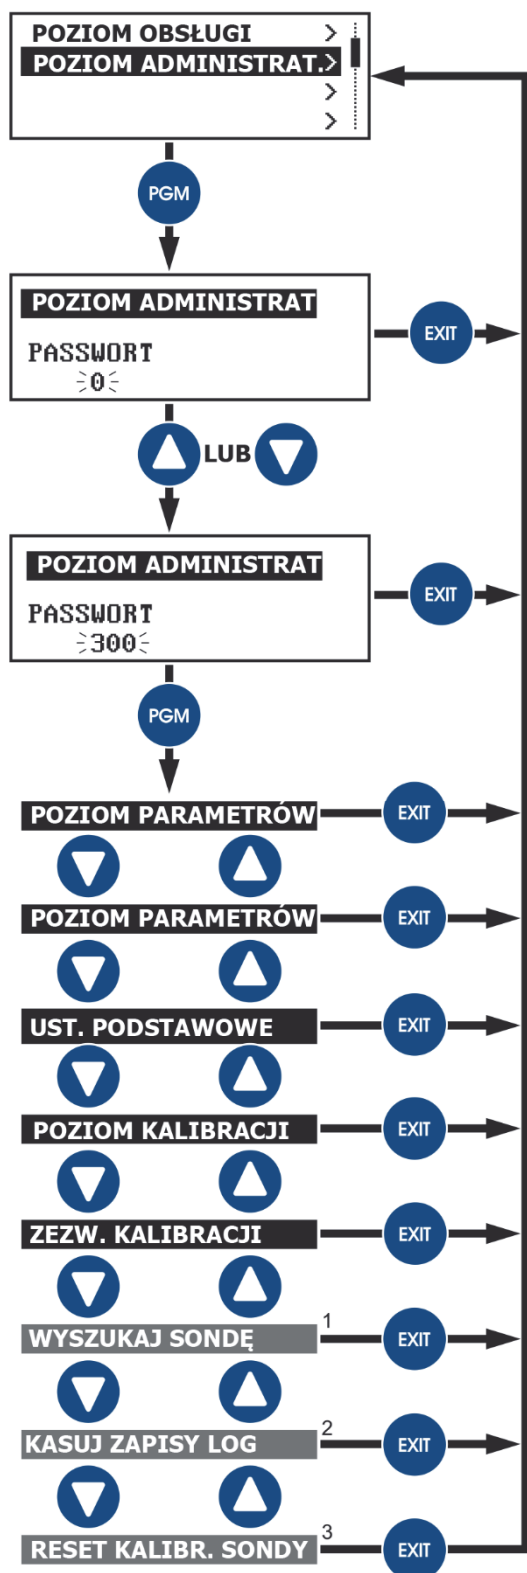 POZIOM OBSŁUGI >
POZIOM ADMINISTRAT. >
>
>
PGM
POZIOM ADMINISTRAT
PASSWORT
0
EXIT
LUB
POZIOM ADMINISTRAT
PASSWORT
300
EXIT
PGM
POZIOM PARAMETRÓW EXIT
POZIOM PARAMETRÓW EXIT
UST. PODSTAWOWE EXIT
POZIOM KALIBRACJI EXIT
ZEZW. KALIBRACJI EXIT
WYSZUKAJ SONDĘ 1 EXIT
KASUJ ZAPISY LOG 2 EXIT
RESET KALIBR. SONDY 3 EXIT